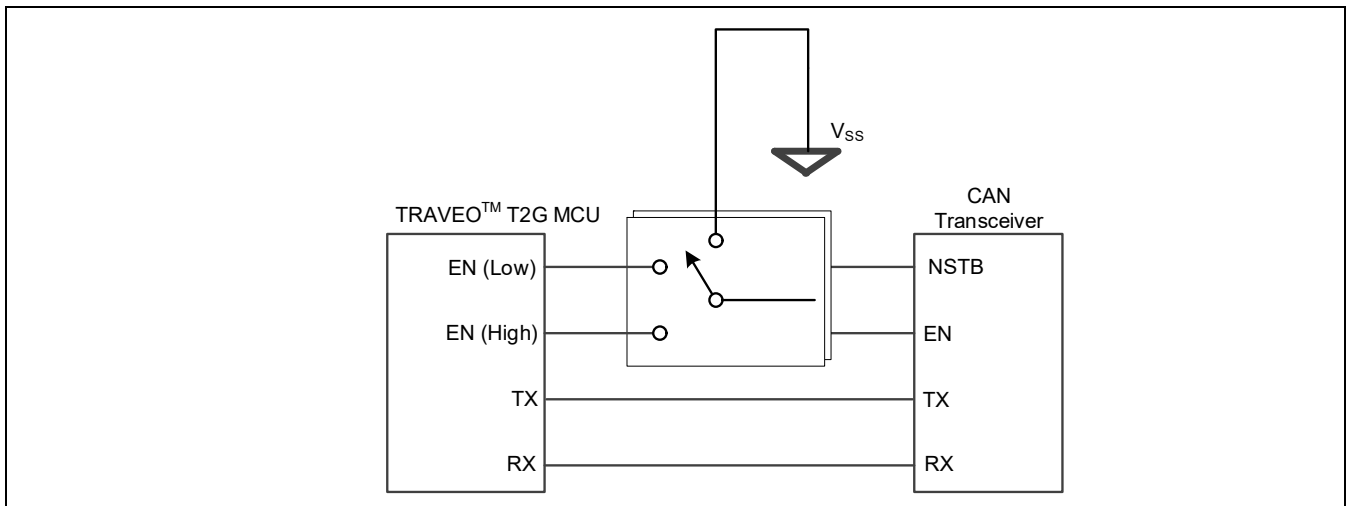 VSS
CAN
Transceiver
TRAVEO™ T2G MCU
EN (Low)
NSTB
EN (High)
EN
TX
TX
RX
RX